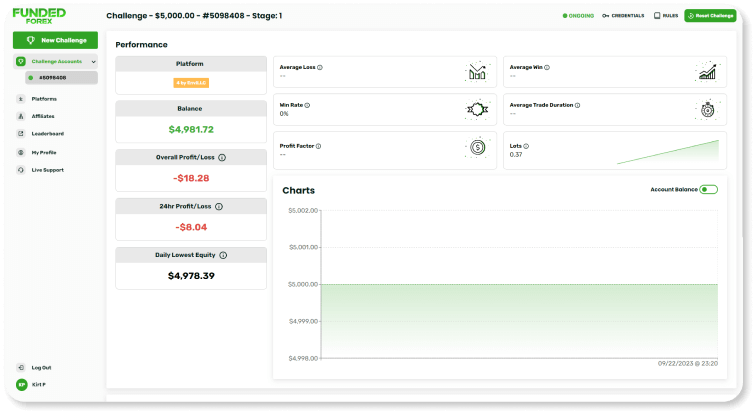 FUNDED
FOREX
Challenge - $5,000.00 - #5098408 - Stage: 1
ONGOING
CREDENTIALS
RULES
Reset Challenge
New Challenge
Challenge Accounts
#5098408
Platforms
Affiliates
Leaderboard
My Profile
Live Support
Log Out
KP
Kirt P
Performance
Platform
Balance
$4,981.72
Overall Profit/Loss
-$18.28
24hr Profit/Loss
-$8.04
Daily Lowest Equity
$4,978.39
Average Loss
--
Average Win
--
Win Rate
0%
Average Trade Duration
--
Profit Factor
--
Lots
0.37
Charts
Account Balance
$5,002.00
$5,001.00
$5,000.00
$4,999.00
$4,998.00
09/22/2023 @ 23:20